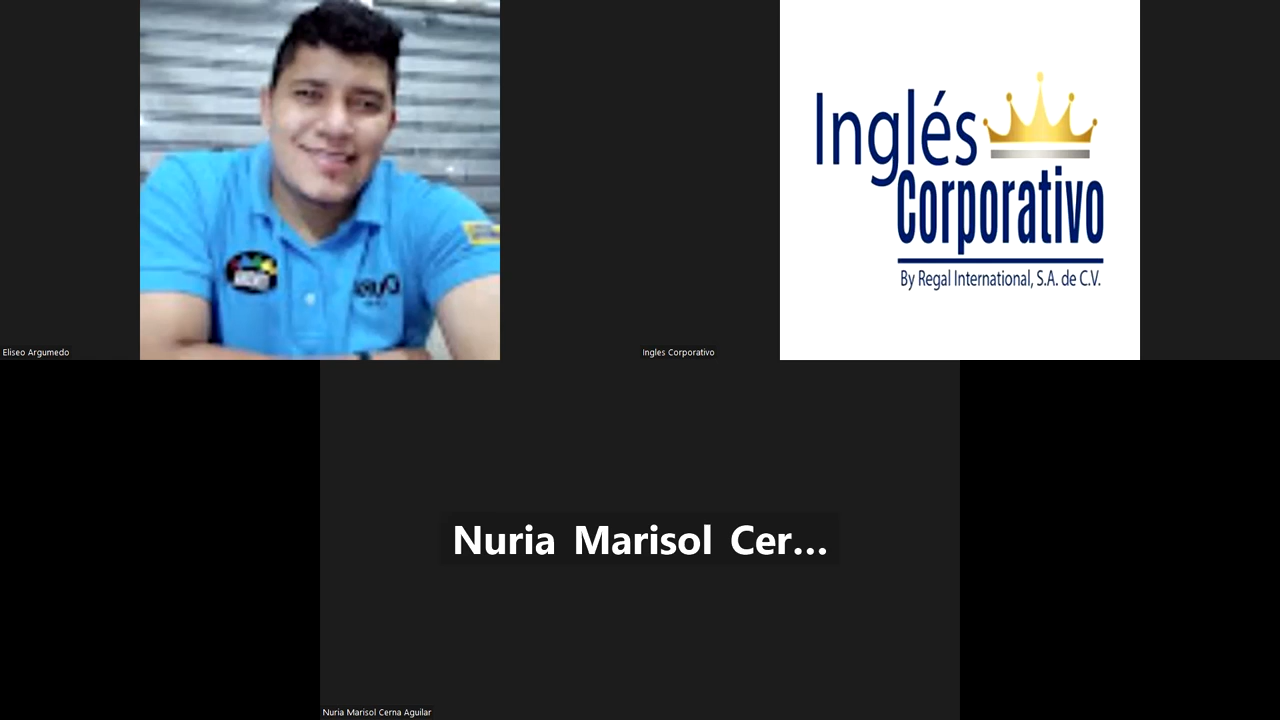 Inglés
Corporativo
By Regal International, S.A. de C.V.
Eliseo Argumedo
Ingles Corporativo
Nuria Marisol Cer...
Nuria Marisol Cerna Aguilar